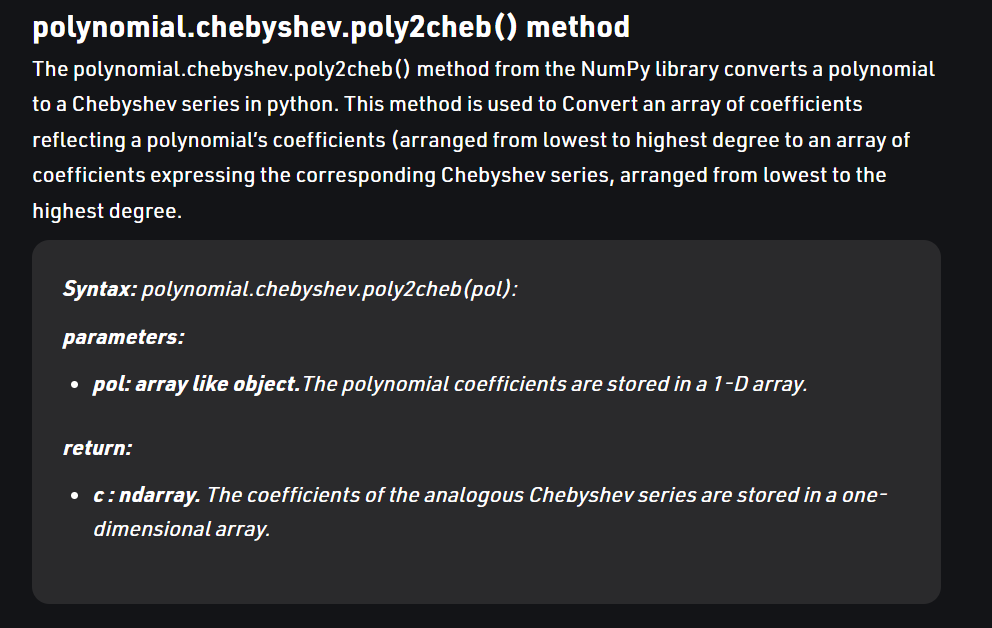 polynomial.chebyshev.poly2cheb() method
The polynomial.chebyshev.poly2cheb() method from the NumPy library converts a polynomial
to a Chebyshev series in python. This method is used to Convert an array of coefficients
reflecting a polynomial’s coefficients (arranged from lowest to highest degree to an array of
coefficients expressing the corresponding Chebyshev series, arranged from lowest to the
highest degree.
Syntax: polynomial.chebyshev.poly2cheb(pol):
parameters:
• pol: array like object.The polynomial coefficients are stored in a 1-D array.
return:
• c : ndarray. The coefficients of the analogous Chebyshev series are stored in a one-
dimensional array.